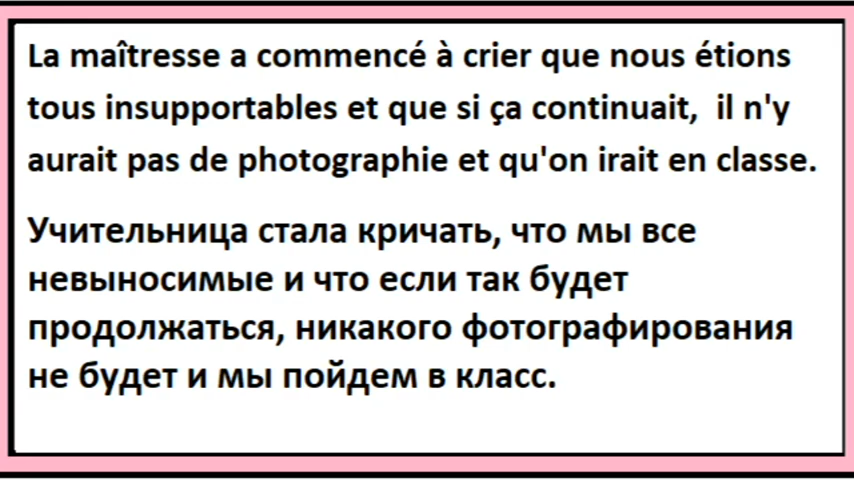 La maîtresse a commencé à crier que nous étions
tous insupportables et que si ça continuait,  il n'y
aurait pas de photographie et qu'on irait en classe.
Учительница стала кричать, что мы все
невыносимые и что если так будет
продолжаться, никакого фотографирования
не будет и мы пойдем в класс.